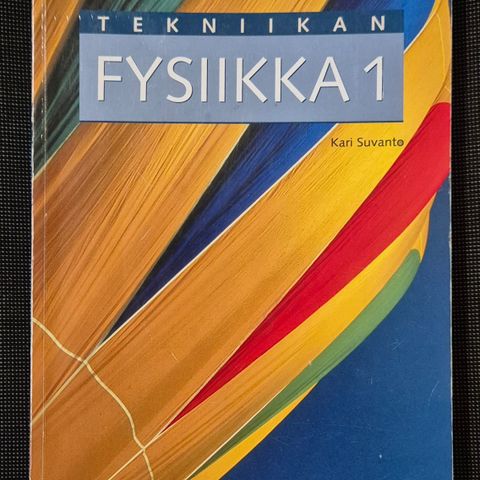 TEKNIIKAN
FYSIIKKA 1
Kari Suvanto